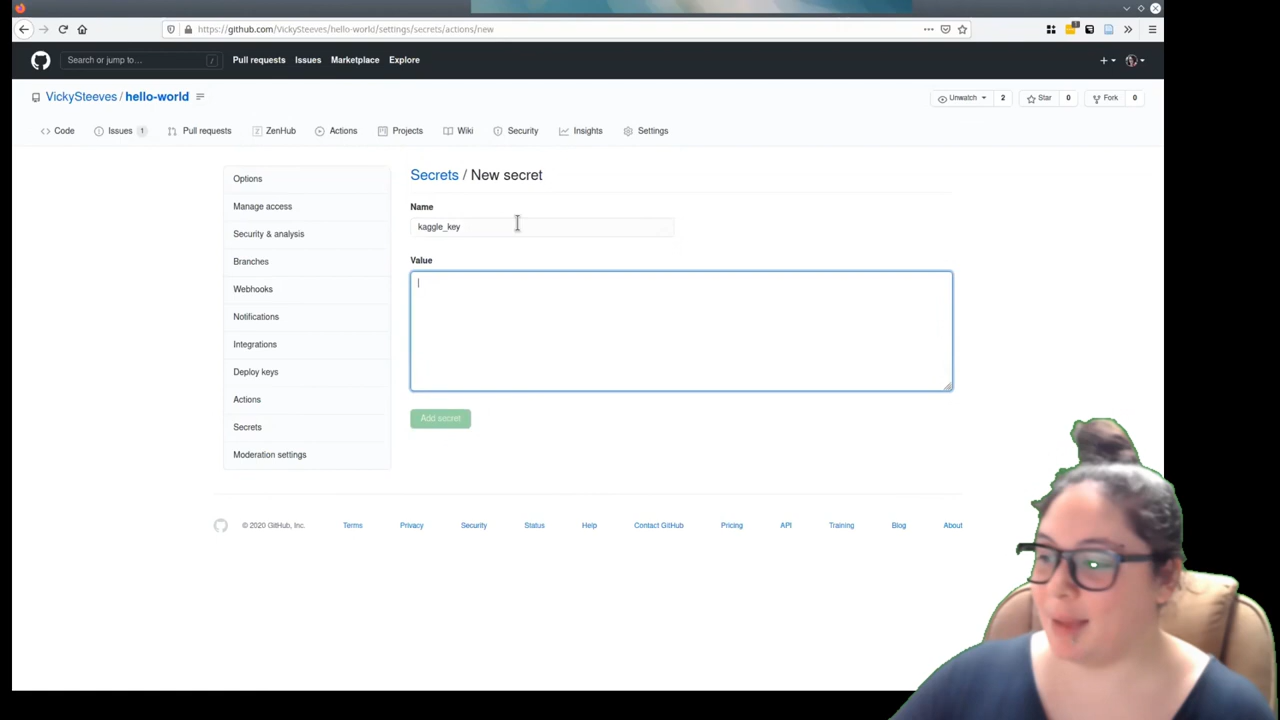 https://github.com/VickySteeves/hello-world/settings/secrets/actions/new
Search or jump to… /
Pull requests Issues Marketplace Explore
VickySteeves / hello-world
Unwatch 2 Star 0 Fork 0
Code Issues 1 Pull requests ZenHub Actions Projects Wiki Security Insights Settings
Options
Manage access
Security & analysis
Branches
Webhooks
Notifications
Integrations
Deploy keys
Actions
Secrets
Moderation settings
Secrets / New secret
Name
kaggle_key
Value
Add secret
© 2020 GitHub, Inc. Terms Privacy Security Status Help Contact GitHub Pricing API Training Blog About